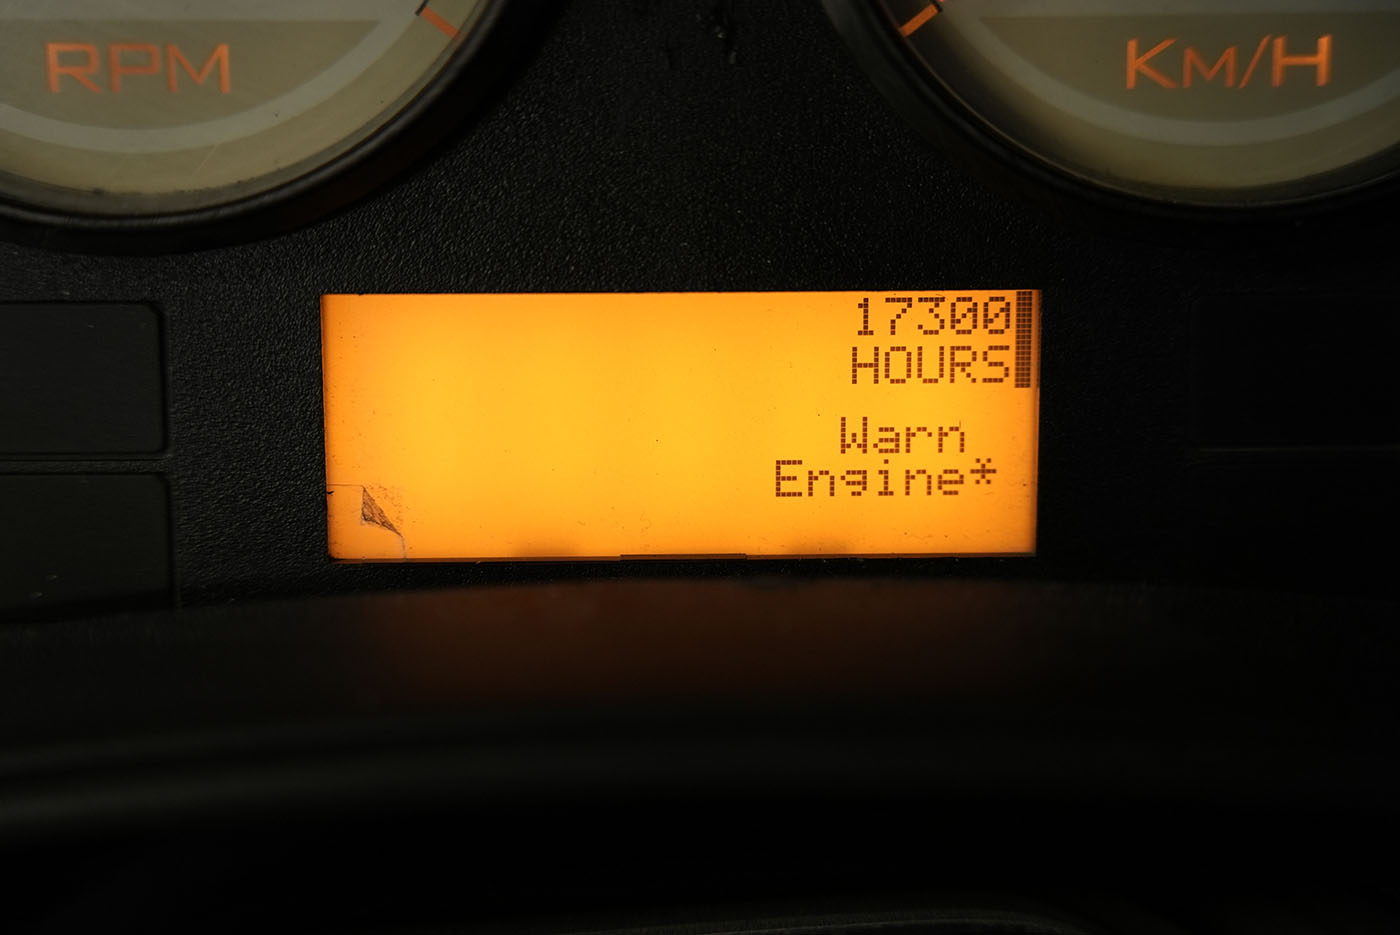 RPM
KM/H
17300
HOURS
Warn
Engine*